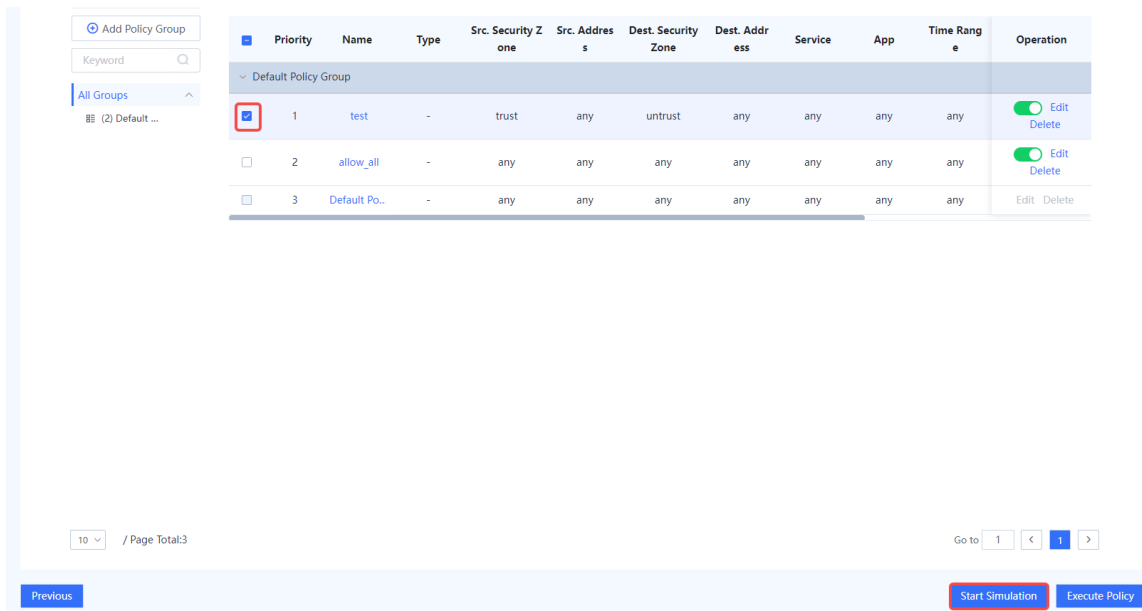 Add Policy Group
Keyword
All Groups
(2) Default ...
Priority Name Type Src. Security Z Src. Addres Dest. Security Dest. Addr Service App Time Rang Operation
one s Zone ess e
Default Policy Group
1 test - trust any untrust any any any any Edit
Delete
2 allow_all - any any any any any any any Edit
Delete
3 Default Po.. - any any any any any any any Edit Delete
10 / Page Total:3 Go to 1 < 1 >
Previous Start Simulation Execute Policy